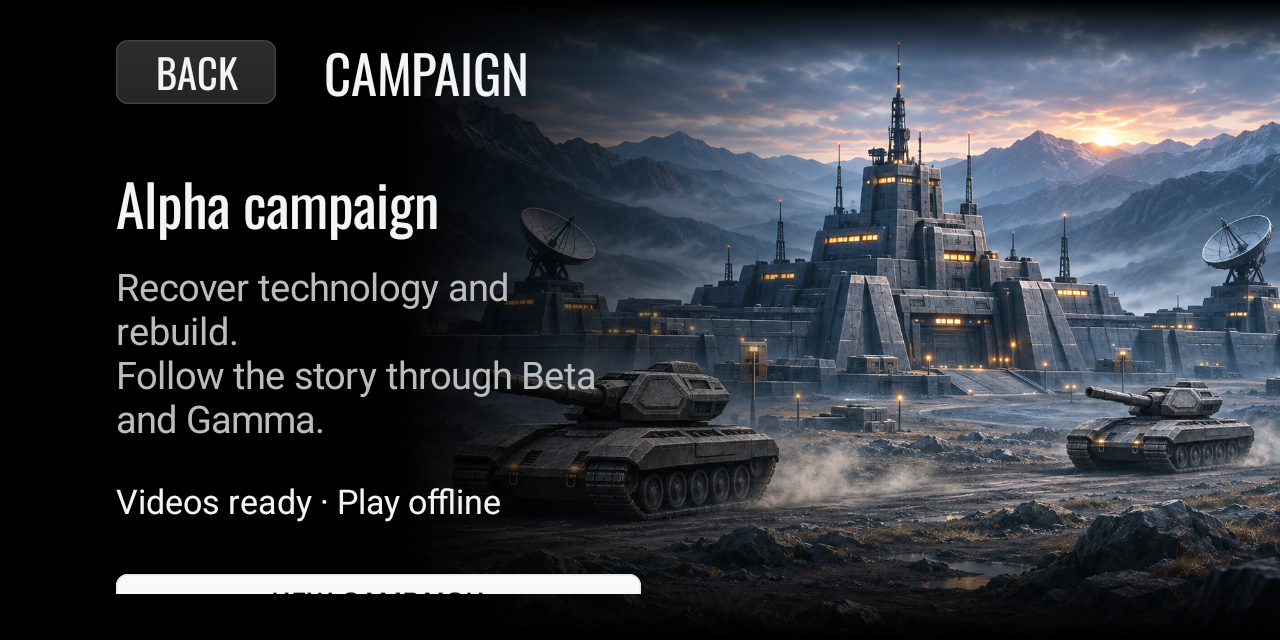 BACK
CAMPAIGN
Alpha campaign
Recover technology and
rebuild.
Follow the story through Beta
and Gamma.
Videos ready · Play offline